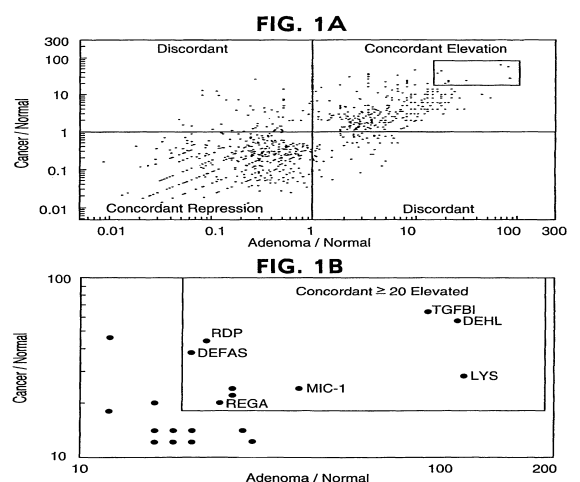 FIG. 1A
Discordant
Concordant Elevation
Concordant Repression
Discordant
300
100
10
1
0.1
0.01
Cancer / Normal
0.01
0.1
1
10
100
300
Adenoma / Normal
FIG. 1B
Concordant ≥ 20 Elevated
TGFBI
DEHL
RDP
DEFAS
LYS
MIC-1
REGA
100
10
Cancer / Normal
10
100
200
Adenoma / Normal